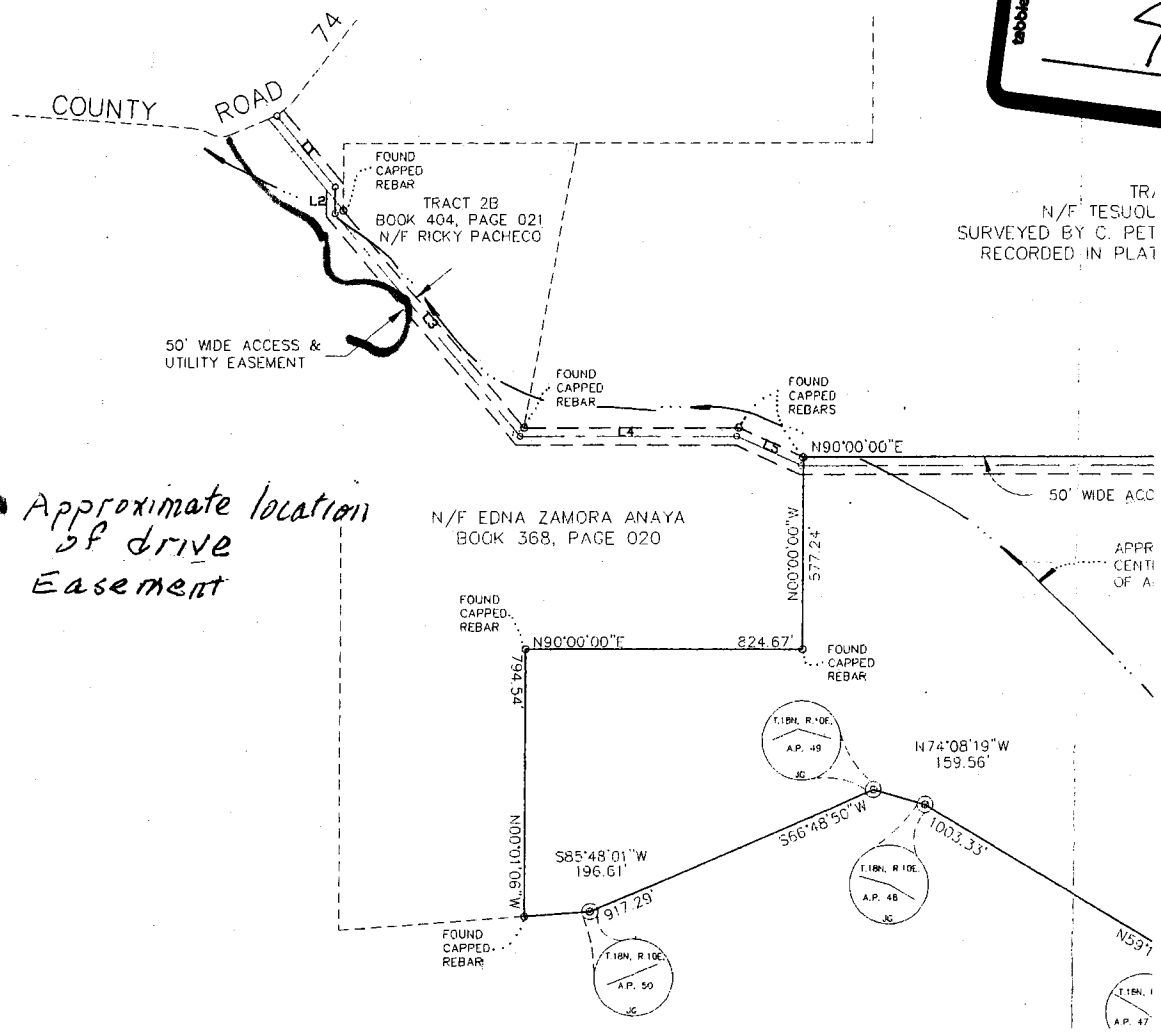 74
COUNTY ROAD
tabbie
L1
FOUND
CAPPED
REBAR
L2
TRACT 2B
BOOK 404, PAGE 021
N/F RICKY PACHECO
N/F TESUQU
SURVEYED BY C. PET
RECORDED IN PLAT
L3
50' WIDE ACCESS &
UTILITY EASEMENT
FOUND
CAPPED
REBAR
FOUND
CAPPED
REBARS
L4
L5
N90°00'00"E
50' WIDE ACC
Approximate location
of drive
Easement
N/F EDNA ZAMORA ANAYA
BOOK 368, PAGE 020
N00°00'00"W
577.24'
APPR
CENT
OF A
FOUND
CAPPED
REBAR
N90°00'00"E
824.67'
FOUND
CAPPED
REBAR
794.54'
N00°01'06"W
T.18N, R.10E.
A.P. 49
JG
N74°08'19"W
159.56'
S66°48'50"W
917.29'
1003.33'
T.18N, R.10E.
A.P. 48
JG
S85°48'01"W
196.61'
FOUND
CAPPED
REBAR
T.18N, R.10E.
A.P. 50
JG
N59°
T.18N,
A.P. 47